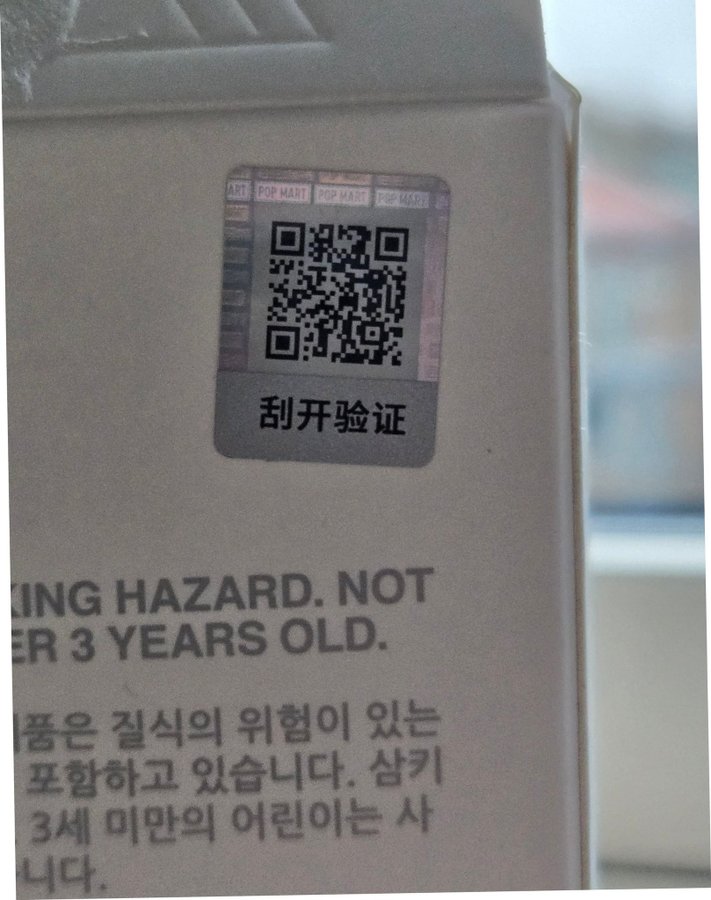 ART POP MART POP MART POP MART
刮开验证
KING HAZARD. NOT
ER 3 YEARS OLD.
품은 질식의 위험이 있는
포함하고 있습니다. 삼키
. 3세 미만의 어린이는 사
니다.